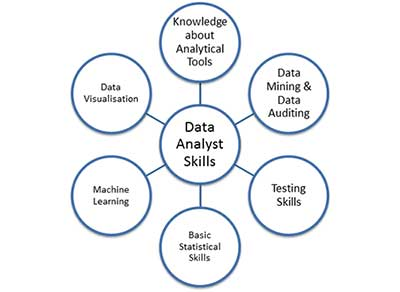 Knowledge
about
Analytical
Tools
Data
Visualisation
Data
Mining &
Data
Auditing
Data
Analyst
Skills
Machine
Learning
Testing
Skills
Basic
Statistical
Skills